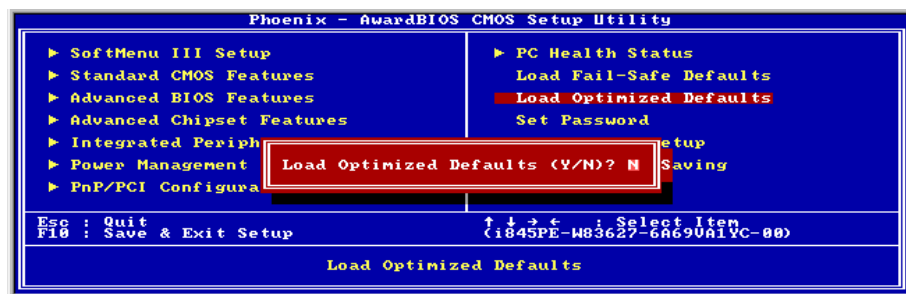 Phoenix - AwardBIOS CMOS Setup Utility
▶ SoftMenu III Setup
▶ Standard CMOS Features
▶ Advanced BIOS Features
▶ Advanced Chipset Features
▶ Integrated Periph
▶ Power Management
▶ PnP/PCI Configura
▶ PC Health Status
Load Fail-Safe Defaults
Load Optimized Defaults
Set Password
etup
Saving
Load Optimized Defaults (Y/N)? N
Esc : Quit
F10 : Save & Exit Setup
↑ ↓ → ← : Select Item
(i845PE-W83627-6A69VA1YC-00)
Load Optimized Defaults